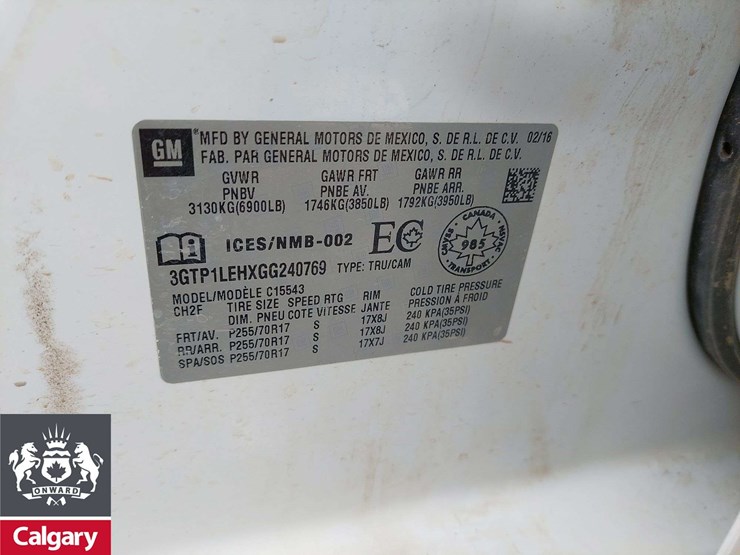 GM
MFD BY GENERAL MOTORS DE MEXICO, S. DE R.L. DE C.V. 02/16
FAB. PAR GENERAL MOTORS DE MEXICO, S. DE R.L. DE C.V.
GVWR GAWR FRT GAWR RR
PNBV PNBE AV. PNBE ARR.
3130KG(6900LB) 1746KG(3850LB) 1792KG(3950LB)
ICES/NMB-002 EC
CANADA
985
TRANSPORT
3GTP1LEHXGG240769 TYPE: TRU/CAM
MODEL/MODÈLE C15543
CH2F TIRE SIZE SPEED RTG RIM COLD TIRE PRESSURE
DIM. PNEU COTE VITESSE JANTE PRESSION À FROID
FRT/AV. P255/70R17 S 17X8J 240 KPA(35PSI)
RR/ARR. P255/70R17 S 17X8J 240 KPA(35PSI)
SPA/SOS P255/70R17 S 17X7J 240 KPA(35PSI)
ONWARD
Calgary